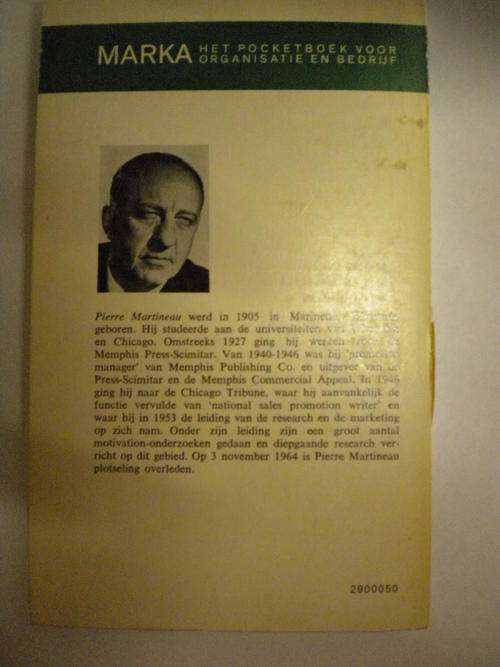 MARKA HET POCKETBOEK VOOR
ORGANISATIE EN BEDRIJF
Pierre Martineau werd in 1905 in
geboren. Hij studeerde aan de universiteiten
en Chicago. Omstreeks 1927 ging hij werken
Memphis Press-Scimitar. Van 1940-1946 was hij
manager' van Memphis Publishing Co. en uitgever van de
Press-Scimitar en de Memphis Commercial Appeal. In 1946
ging hij naar de Chicago Tribune, waar hij aanvankelijk de
functie vervulde van 'national sales promotion writer' en
waar hij in 1953 de leiding van de research en de marketing
op zich nam. Onder zijn leiding zijn een groot aantal
motivation-onderzoeken gedaan en diepgaande research ver-
richt op dit gebied. Op 3 november 1964 is Pierre Martineau
plotseling overleden.
2900050